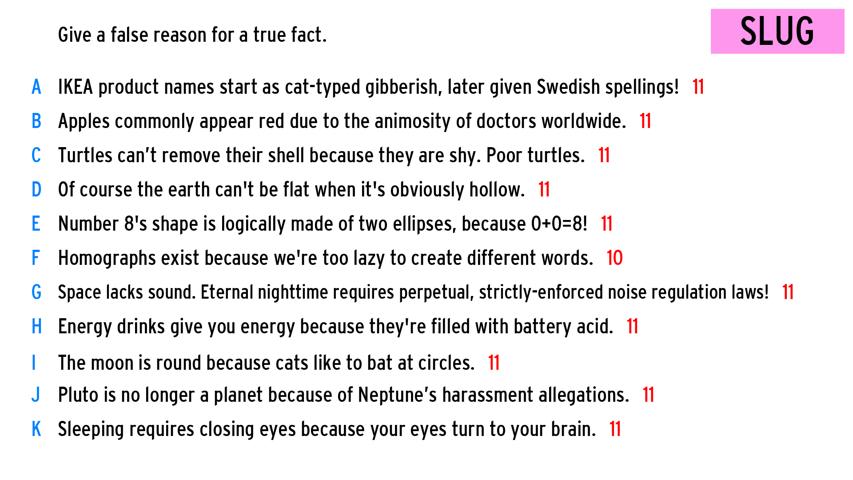 Give a false reason for a true fact.
SLUG
A IKEA product names start as cat-typed gibberish, later given Swedish spellings! 11
B Apples commonly appear red due to the animosity of doctors worldwide. 11
C Turtles can’t remove their shell because they are shy. Poor turtles. 11
D Of course the earth can't be flat when it's obviously hollow. 11
E Number 8's shape is logically made of two ellipses, because 0+0=8! 11
F Homographs exist because we're too lazy to create different words. 10
G Space lacks sound. Eternal nighttime requires perpetual, strictly-enforced noise regulation laws! 11
H Energy drinks give you energy because they're filled with battery acid. 11
I The moon is round because cats like to bat at circles. 11
J Pluto is no longer a planet because of Neptune’s harassment allegations. 11
K Sleeping requires closing eyes because your eyes turn to your brain. 11